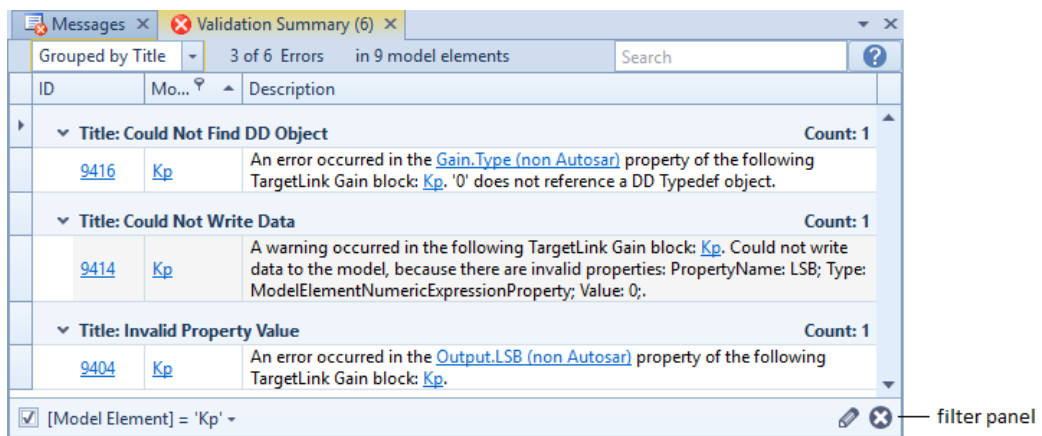 Messages
Validation Summary (6)
Grouped by Title
3 of 6 Errors
in 9 model elements
Search
?
ID
Mo...
Description
Title: Could Not Find DD Object
Count: 1
9416
Kp
An error occurred in the Gain.Type (non Autosar) property of the following
TargetLink Gain block: Kp. '0' does not reference a DD Typedef object.
Title: Could Not Write Data
Count: 1
9414
Kp
A warning occurred in the following TargetLink Gain block: Kp. Could not write
data to the model, because there are invalid properties: PropertyName: LSB; Type:
ModelElementNumericExpressionProperty; Value: 0;.
Title: Invalid Property Value
Count: 1
9404
Kp
An error occurred in the Output.LSB (non Autosar) property of the following
TargetLink Gain block: Kp.
[Model Element] = 'Kp'
filter panel